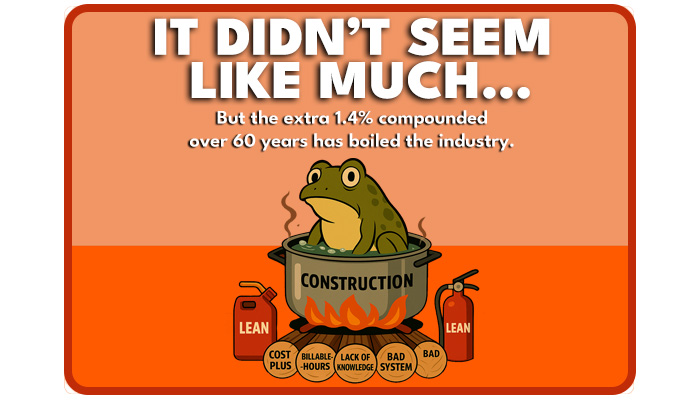 IT DIDN'T SEEM
LIKE MUCH...
But the extra 1.4% compounded
over 60 years has boiled the industry.
CONSTRUCTION
LEAN
LEAN
COST
PLUS
BILLABLE-
-HOURS
LACK OF
KNOWLEDGE
BAD
SYSTEM
BAD